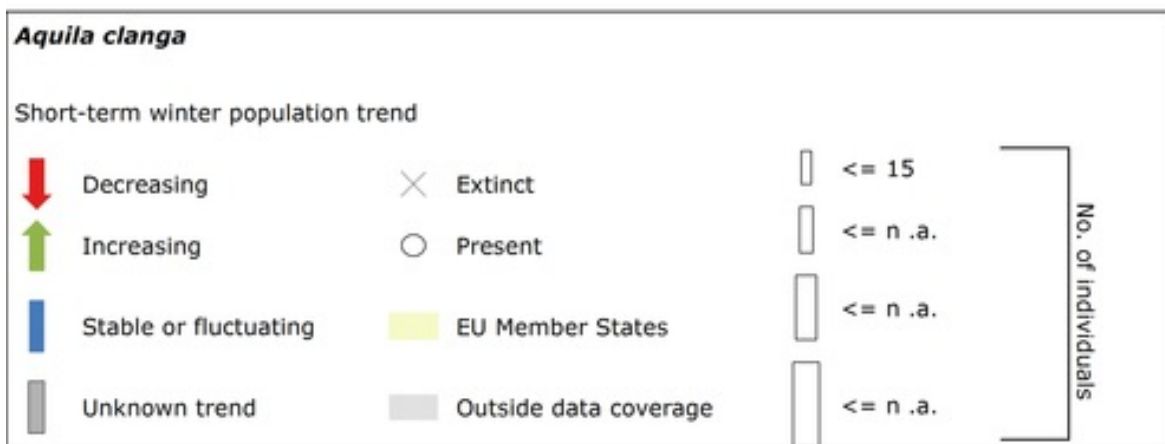 Aquila clanga
Short-term winter population trend
Decreasing
Extinct
<= 15
Increasing
Present
<= n .a.
Stable or fluctuating
EU Member States
<= n .a.
Unknown trend
Outside data coverage
<= n .a.
No. of individuals